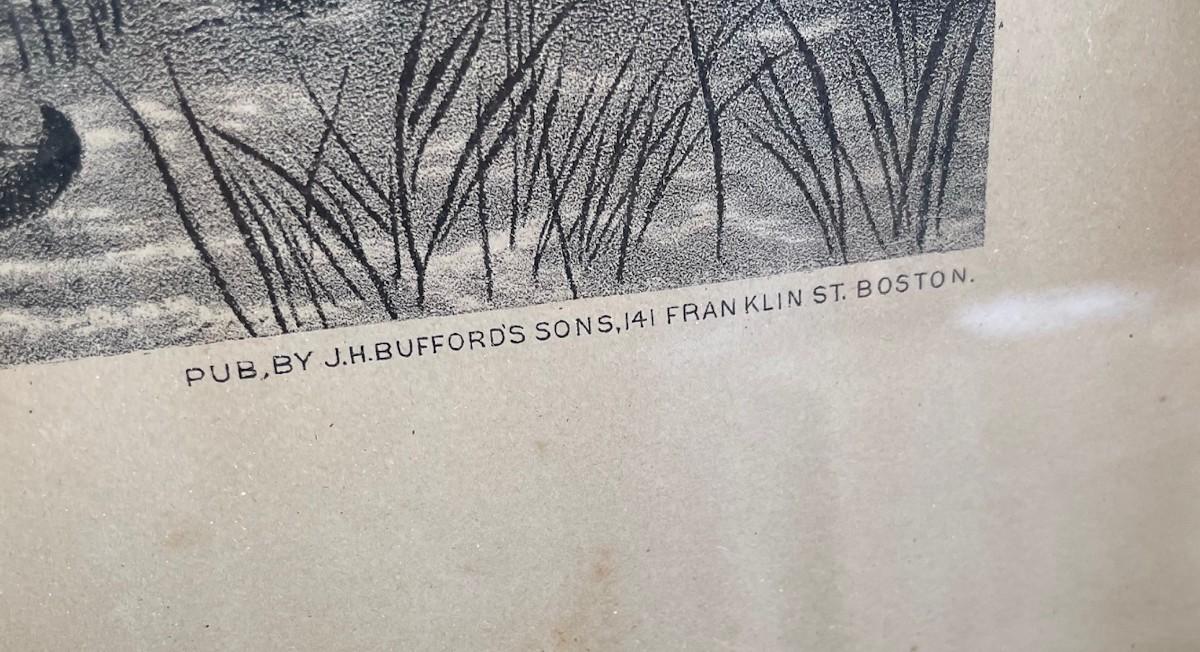 PUB,BY J.H.BUFFORD'S SONS,141 FRANKLIN ST. BOSTON.